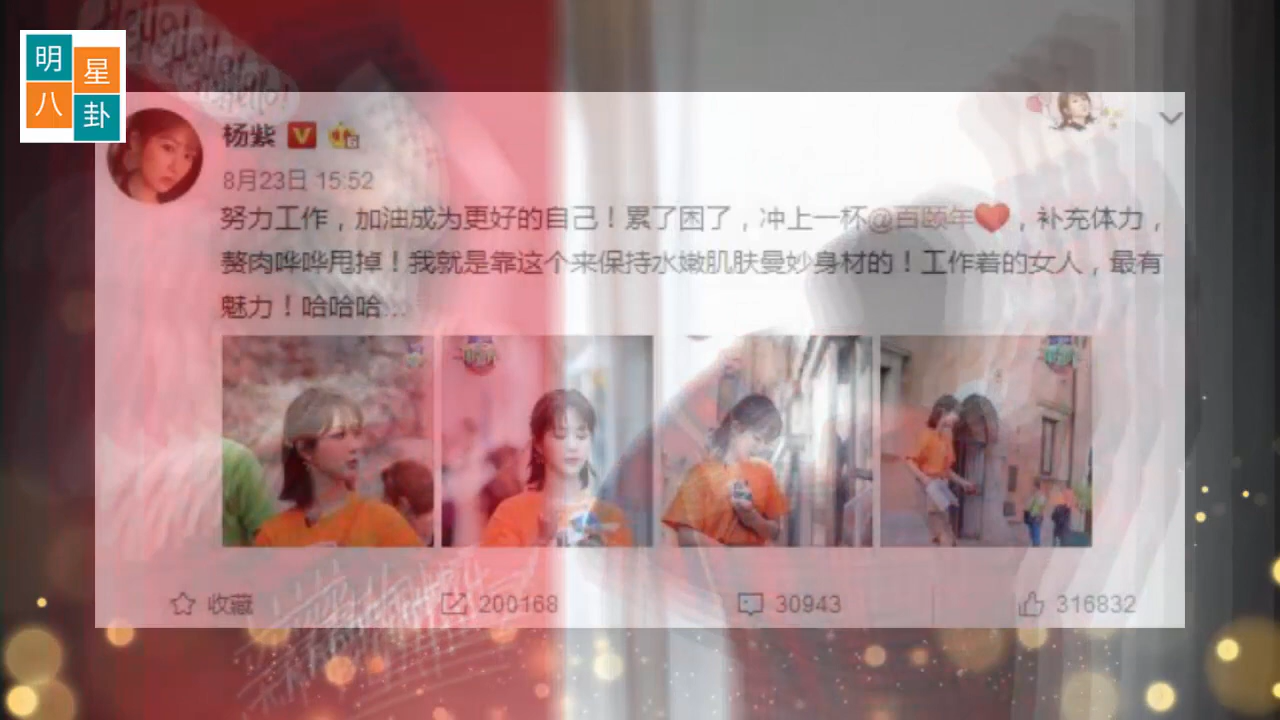 明星
八卦
杨紫
8月23日 15:52
努力工作，加油成为更好的自己！累了困了，冲上一杯@百颐年❤，补充体力，
赘肉哗哗甩掉！我就是靠这个来保持水嫩肌肤曼妙身材的！工作着的女人，最有
魅力！哈哈哈...
收藏 200168 30943 316832